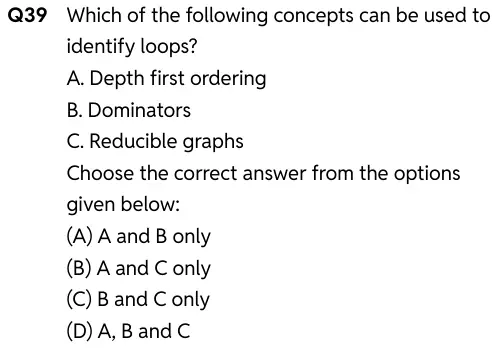 Q39 Which of the following concepts can be used to
identify loops?
A. Depth first ordering
B. Dominators
C. Reducible graphs
Choose the correct answer from the options
given below:
(A) A and B only
(B) A and C only
(C) B and C only
(D) A, B and C